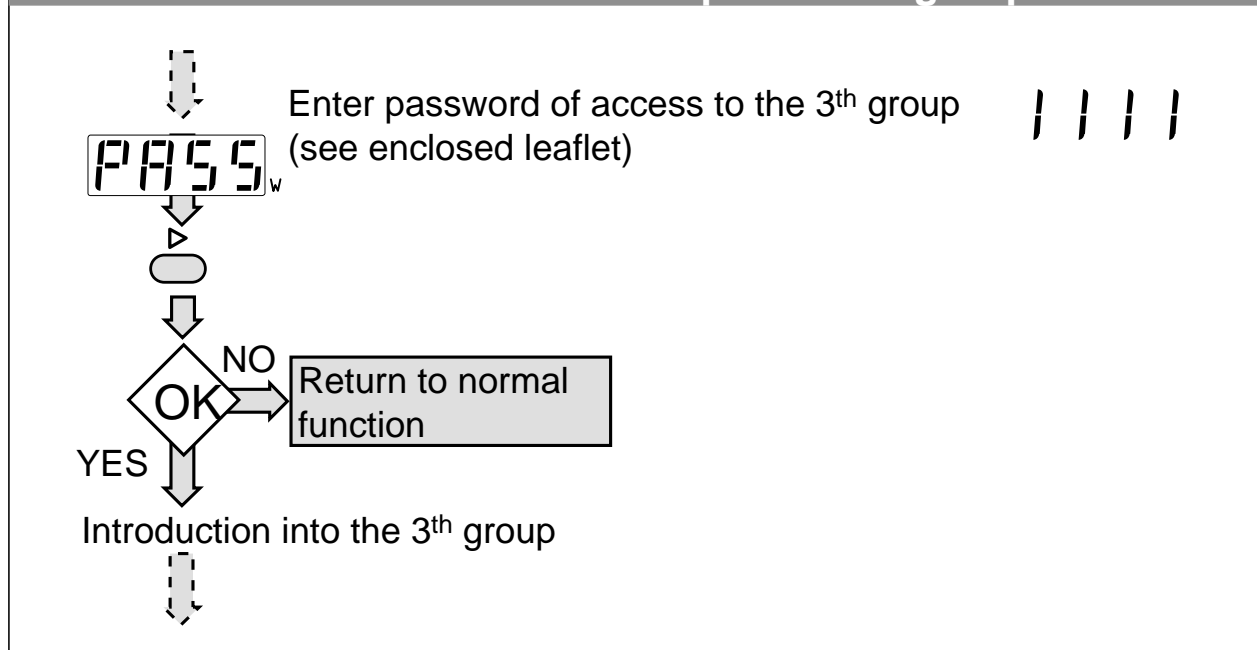 Enter password of access to the 3th group
(see enclosed leaflet)
1111
PASS
W
NO
OK
Return to normal
function
YES
Introduction into the 3th group